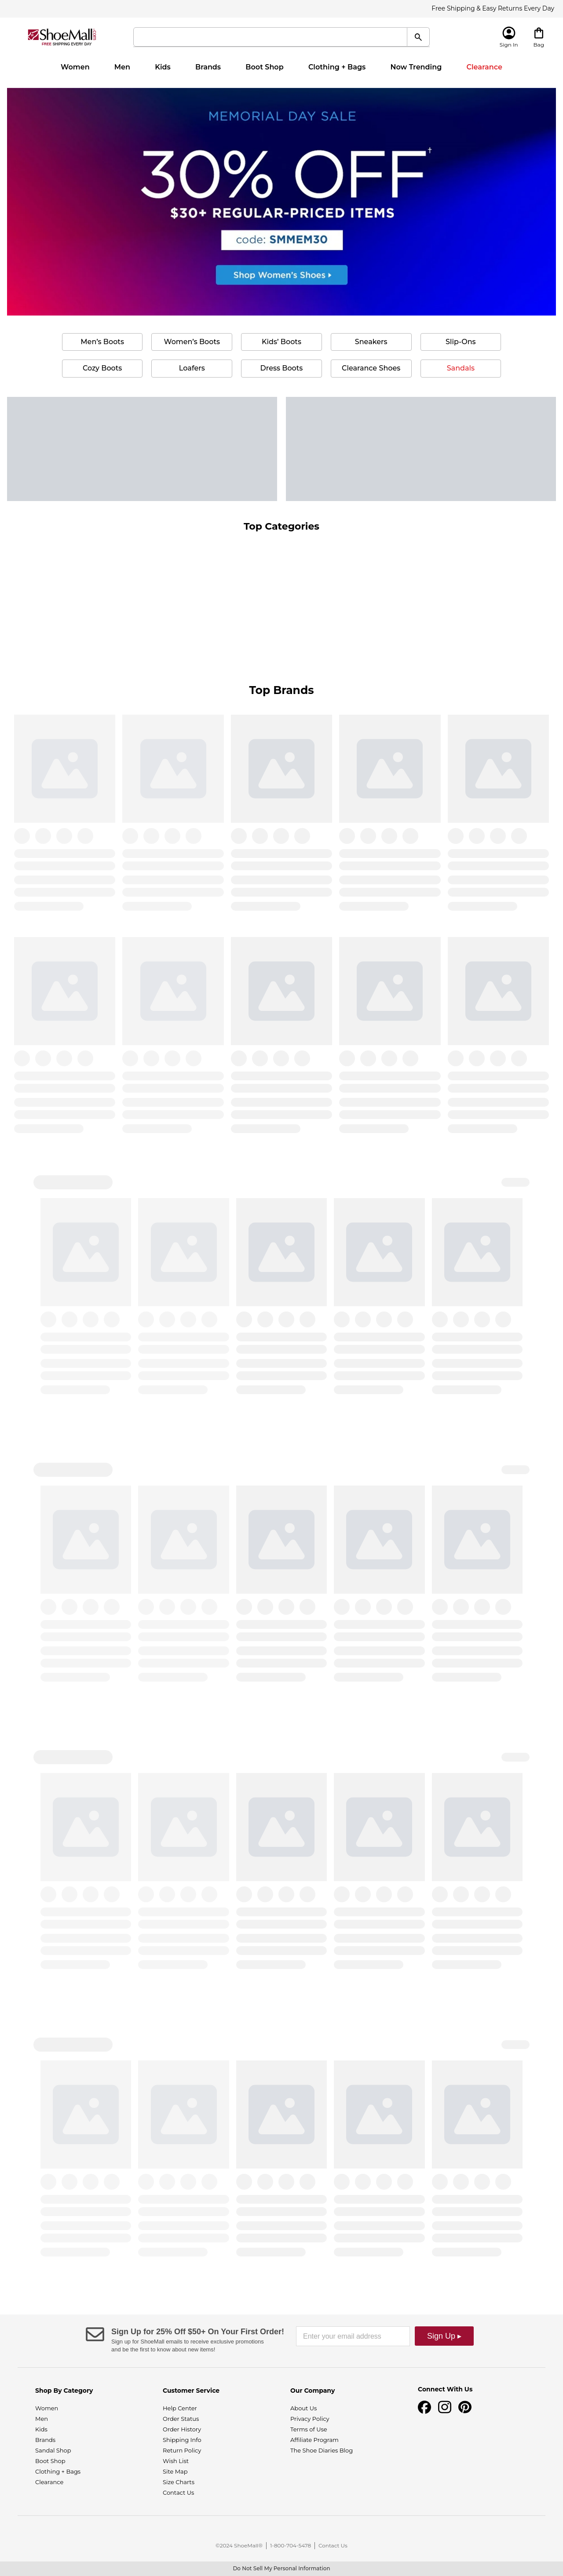 Free Shipping & Easy Returns Every Day
ShoeMall
FREE SHIPPING EVERY DAY
Sign In
Bag
Women
Men
Kids
Brands
Boot Shop
Clothing + Bags
Now Trending
Clearance
MEMORIAL DAY SALE
30% OFF†
$30+ REGULAR-PRICED ITEMS
code: SMMEM30
Shop Women's Shoes ▸
Men's Boots
Women's Boots
Kids' Boots
Sneakers
Slip-Ons
Cozy Boots
Loafers
Dress Boots
Clearance Shoes
Sandals
Top Categories
Top Brands
Sign Up for 25% Off $50+ On Your First Order!
Sign up for ShoeMall emails to receive exclusive promotions
and be the first to know about new items!
Enter your email address
Sign Up ▸
Shop By Category
Women
Men
Kids
Brands
Sandal Shop
Boot Shop
Clothing + Bags
Clearance
Customer Service
Help Center
Order Status
Order History
Shipping Info
Return Policy
Wish List
Site Map
Size Charts
Contact Us
Our Company
About Us
Privacy Policy
Terms of Use
Affiliate Program
The Shoe Diaries Blog
Connect With Us
©2024 ShoeMall® | 1-800-704-5478 | Contact Us
Do Not Sell My Personal Information